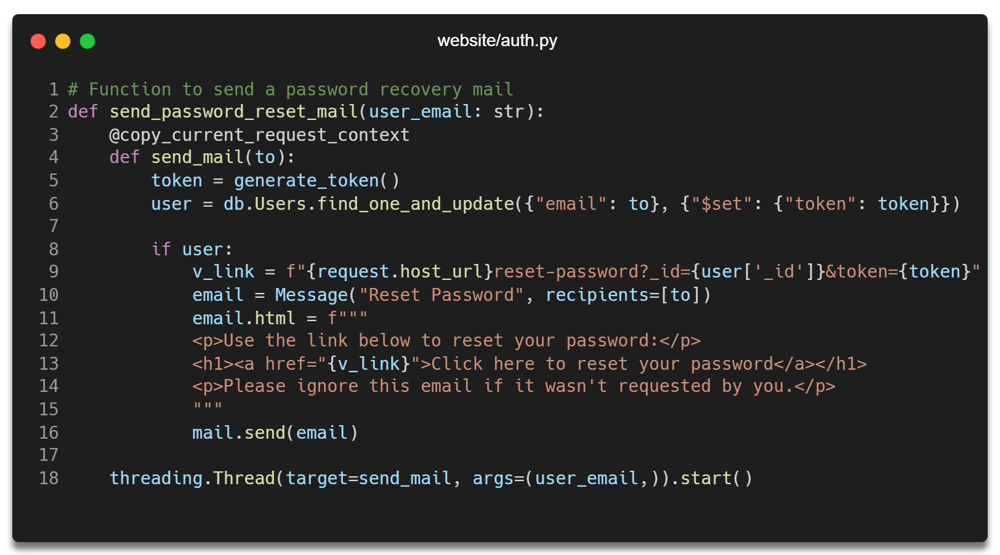 website/auth.py
1 # Function to send a password recovery mail
2 def send_password_reset_mail(user_email: str):
3     @copy_current_request_context
4     def send_mail(to):
5         token = generate_token()
6         user = db.Users.find_one_and_update({"email": to}, {"$set": {"token": token}})
7
8         if user:
9             v_link = f"{request.host_url}reset-password?_id={user['_id']}&token={token}"
10             email = Message("Reset Password", recipients=[to])
11             email.html = f"""
12             <p>Use the link below to reset your password:</p>
13             <h1><a href="{v_link}">Click here to reset your password</a></h1>
14             <p>Please ignore this email if it wasn't requested by you.</p>
15             """
16             mail.send(email)
17
18     threading.Thread(target=send_mail, args=(user_email,)).start()